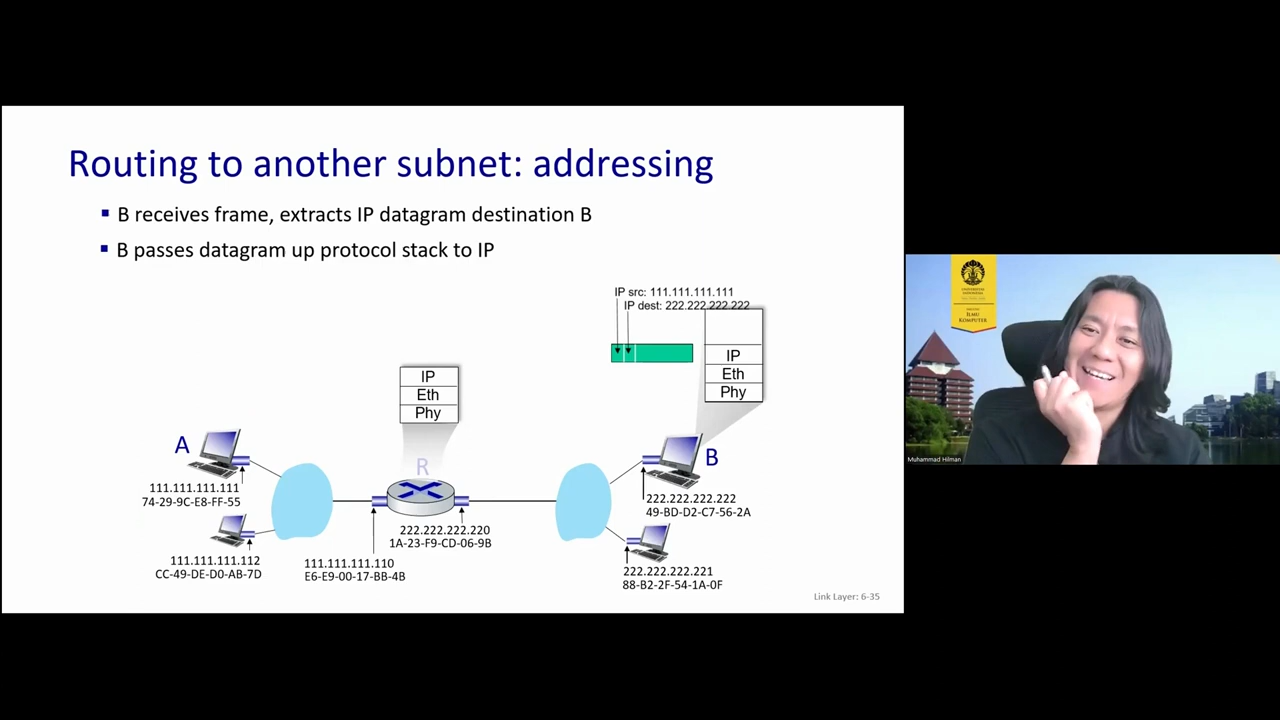 Routing to another subnet: addressing
▪ B receives frame, extracts IP datagram destination B
▪ B passes datagram up protocol stack to IP
IP src: 111.111.111.111
IP dest: 222.222.222.222
IP
Eth
Phy
IP
Eth
Phy
A
R
B
111.111.111.111
74-29-9C-E8-FF-55
222.222.222.222
49-BD-D2-C7-56-2A
222.222.222.220
1A-23-F9-CD-06-9B
111.111.111.112
CC-49-DE-D0-AB-7D
111.111.111.110
E6-E9-00-17-BB-4B
222.222.222.221
88-B2-2F-54-1A-0F
Link Layer: 6-35
UNIVERSITAS
INDONESIA
ILMU
KOMPUTER
Muhammad Hilman